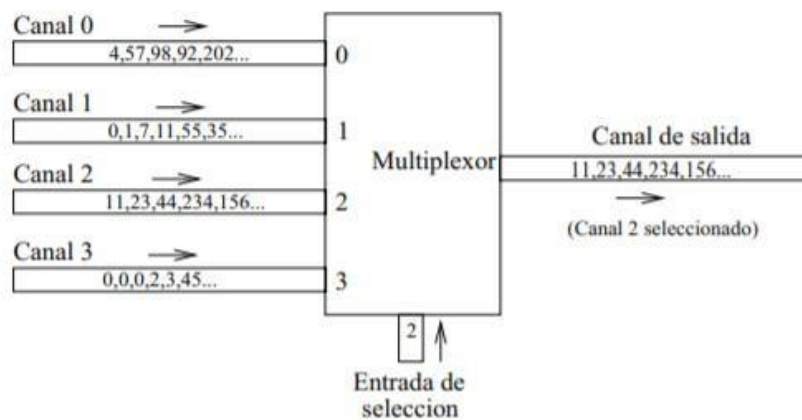 Canal 0
4,57,98,92,202...
0
Canal 1
0,1,7,11,55,35...
1
Canal 2
11,23,44,234,156...
2
Canal 3
0,0,0,2,3,45...
3
Multiplexor
Canal de salida
11,23,44,234,156...
(Canal 2 seleccionado)
2
Entrada de
seleccion